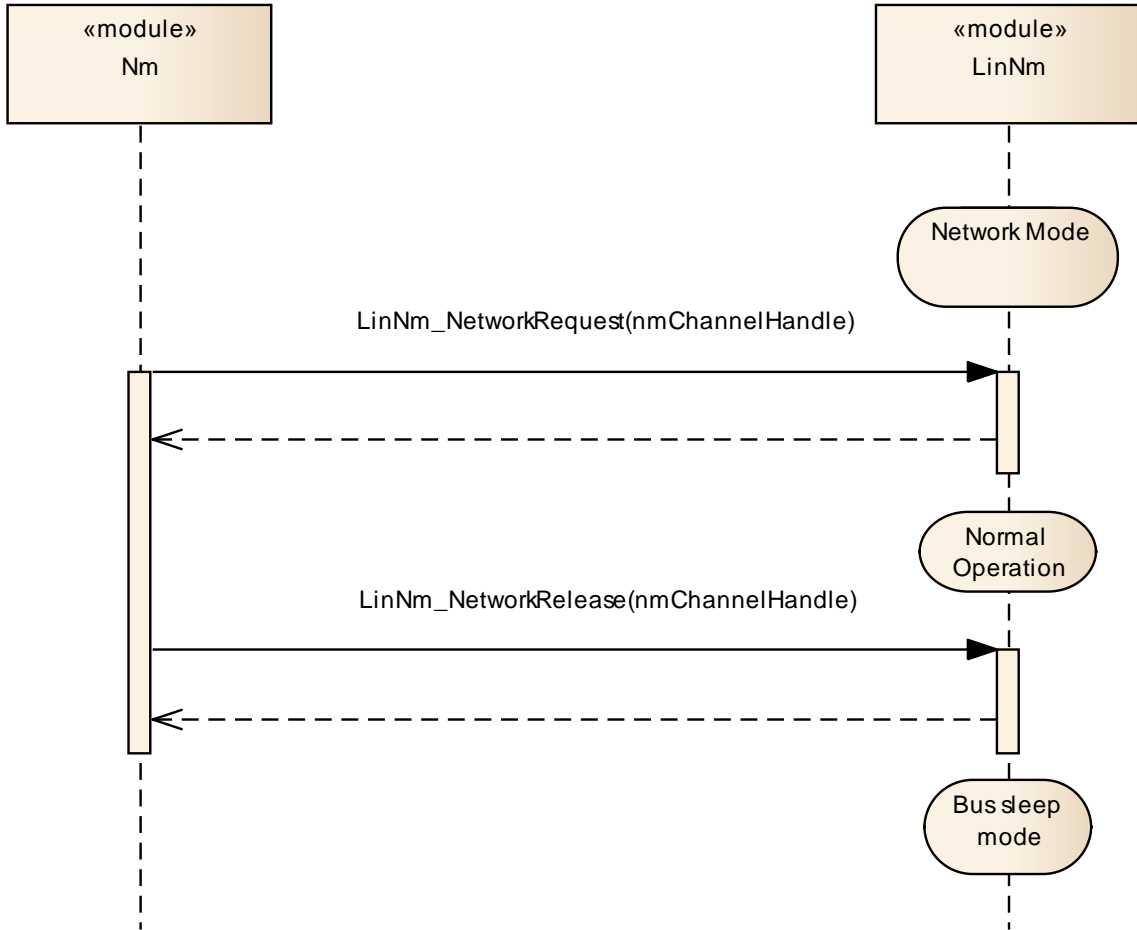 «module»
Nm
«module»
LinNm
Network Mode
LinNm_NetworkRequest(nmChannelHandle)
Normal
Operation
LinNm_NetworkRelease(nmChannelHandle)
Bus sleep
mode